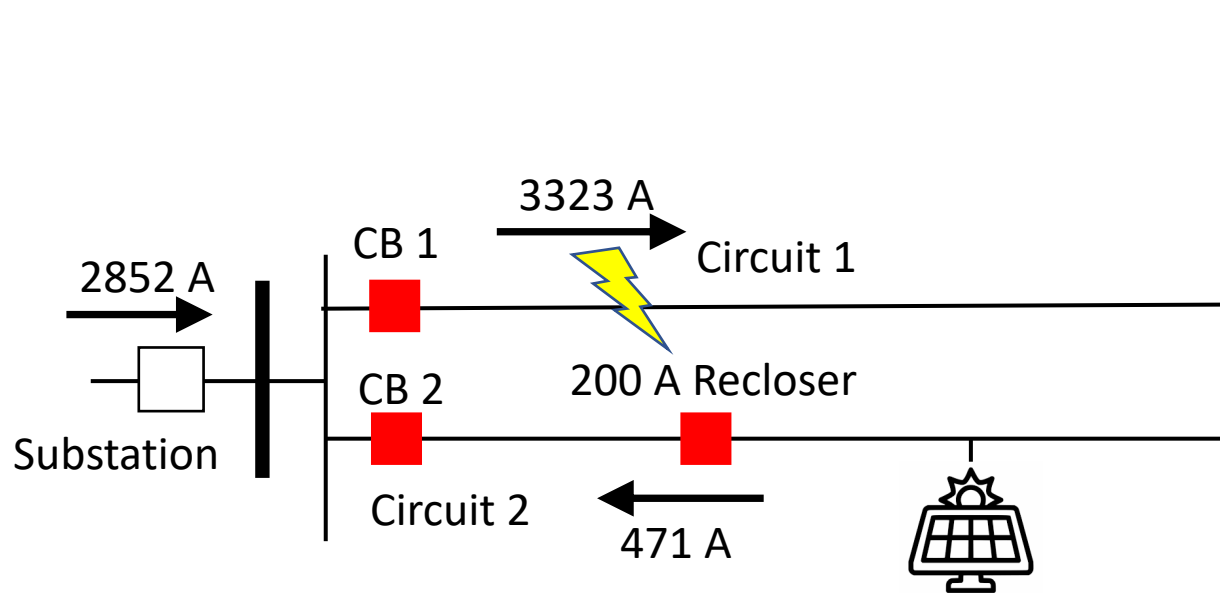 3323 A
CB 1
Circuit 1
2852 A
200 A Recloser
CB 2
Substation
Circuit 2
471 A